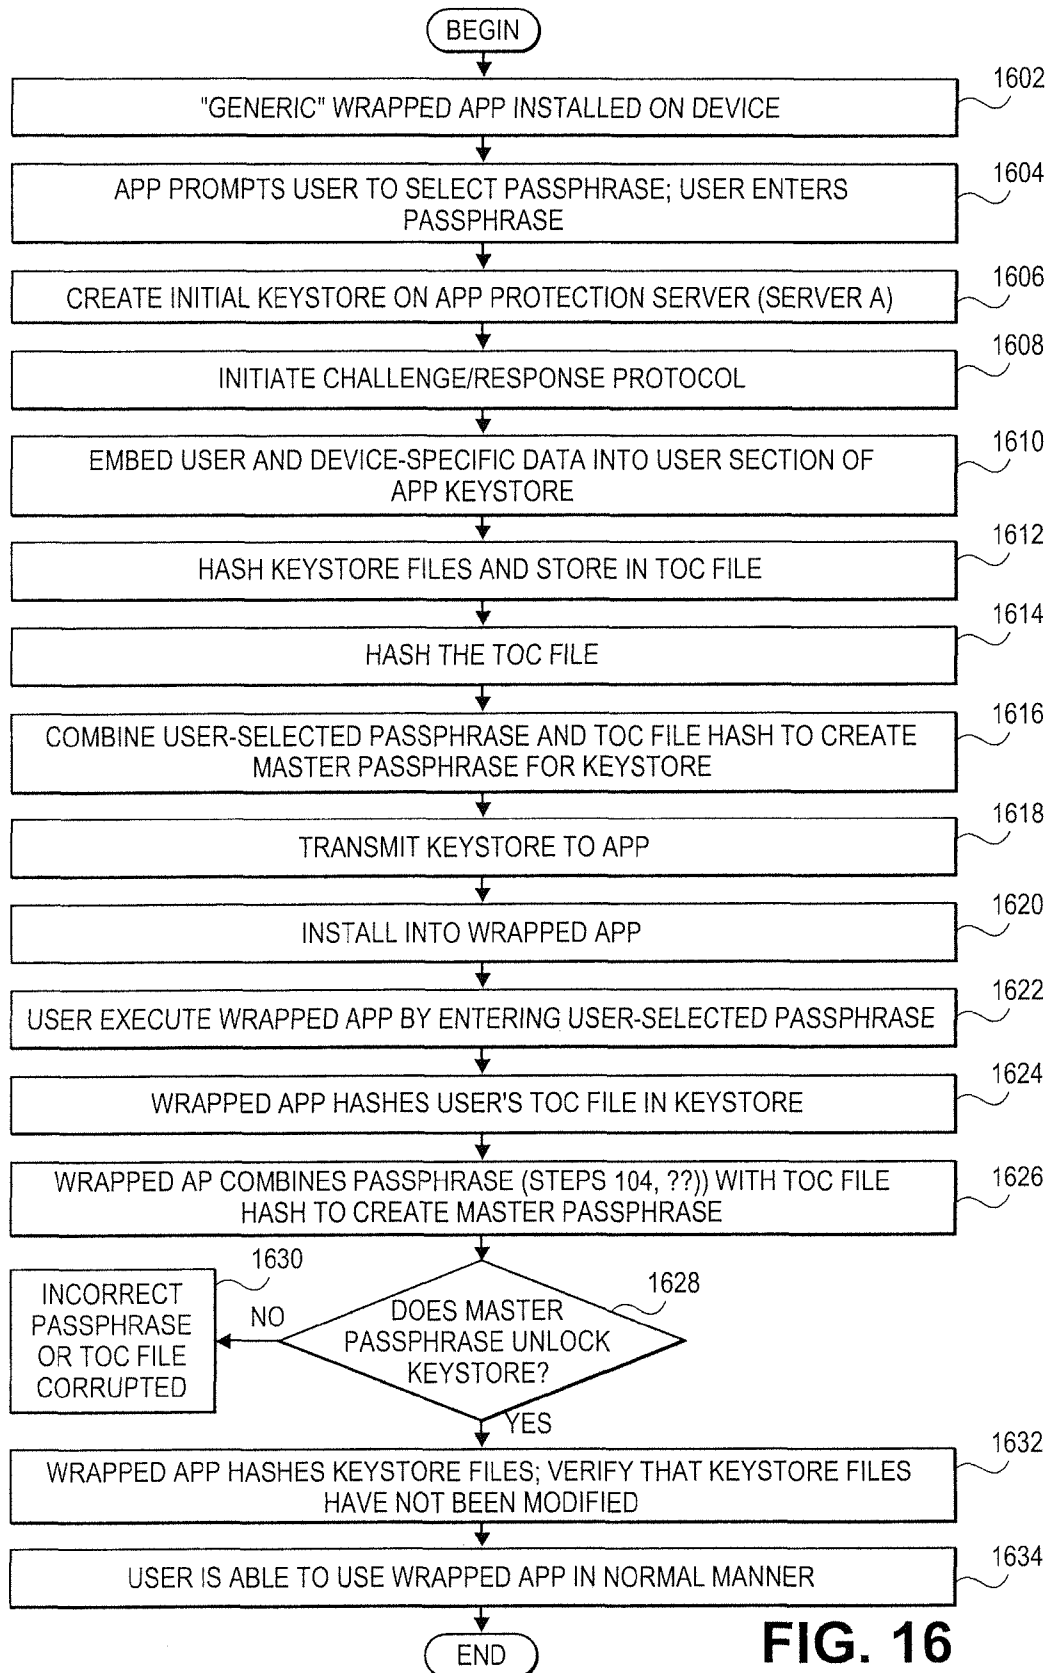 BEGIN
1602
"GENERIC" WRAPPED APP INSTALLED ON DEVICE
1604
APP PROMPTS USER TO SELECT PASSPHRASE; USER ENTERS
PASSPHRASE
1606
CREATE INITIAL KEYSTORE ON APP PROTECTION SERVER (SERVER A)
1608
INITIATE CHALLENGE/RESPONSE PROTOCOL
1610
EMBED USER AND DEVICE-SPECIFIC DATA INTO USER SECTION OF
APP KEYSTORE
1612
HASH KEYSTORE FILES AND STORE IN TOC FILE
1614
HASH THE TOC FILE
1616
COMBINE USER-SELECTED PASSPHRASE AND TOC FILE HASH TO CREATE
MASTER PASSPHRASE FOR KEYSTORE
1618
TRANSMIT KEYSTORE TO APP
1620
INSTALL INTO WRAPPED APP
1622
USER EXECUTE WRAPPED APP BY ENTERING USER-SELECTED PASSPHRASE
1624
WRAPPED APP HASHES USER'S TOC FILE IN KEYSTORE
1626
WRAPPED AP COMBINES PASSPHRASE (STEPS 104, ??)) WITH TOC FILE
HASH TO CREATE MASTER PASSPHRASE
1630
INCORRECT
PASSPHRASE
OR TOC FILE
CORRUPTED
NO
1628
DOES MASTER
PASSPHRASE UNLOCK
KEYSTORE?
YES
1632
WRAPPED APP HASHES KEYSTORE FILES; VERIFY THAT KEYSTORE FILES
HAVE NOT BEEN MODIFIED
1634
USER IS ABLE TO USE WRAPPED APP IN NORMAL MANNER
END
FIG. 16